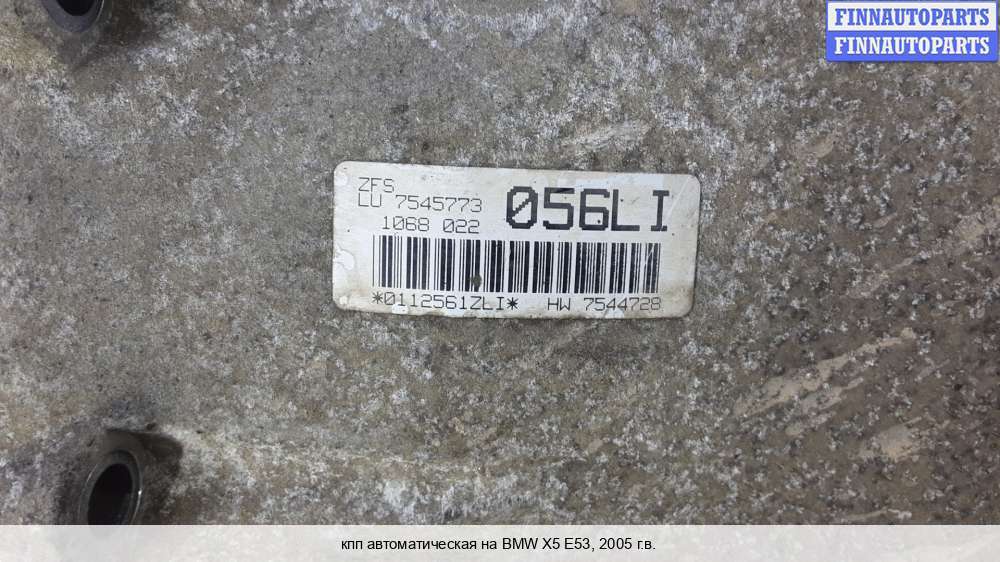 FINNAUTOPARTS
FINNAUTOPARTS
ZFS
LU 7545773
1068 022
056LI
*0112561ZLI* HW 7544728
кпп автоматическая на BMW X5 E53, 2005 г.в.